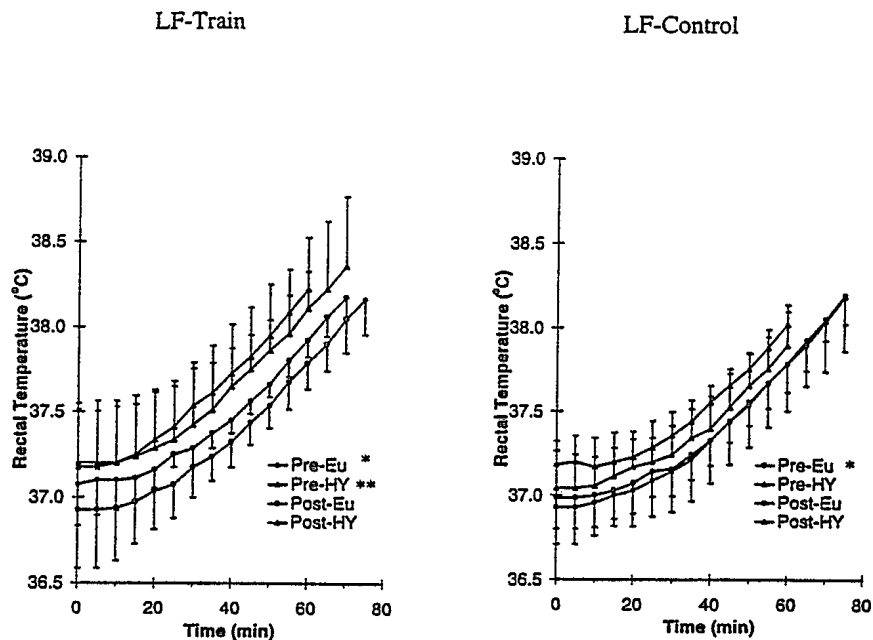 LF-Train
LF-Control
39.0
38.5
38.0
37.5
37.0
36.5
Rectal Temperature (°C)
0 20 40 60 80
Time (min)
Pre-Eu *
Pre-HY **
Post-Eu
Post-HY
39.0
38.5
38.0
37.5
37.0
36.5
Rectal Temperature (°C)
0 20 40 60 80
Time (min)
Pre-Eu *
Pre-HY
Post-Eu
Post-HY